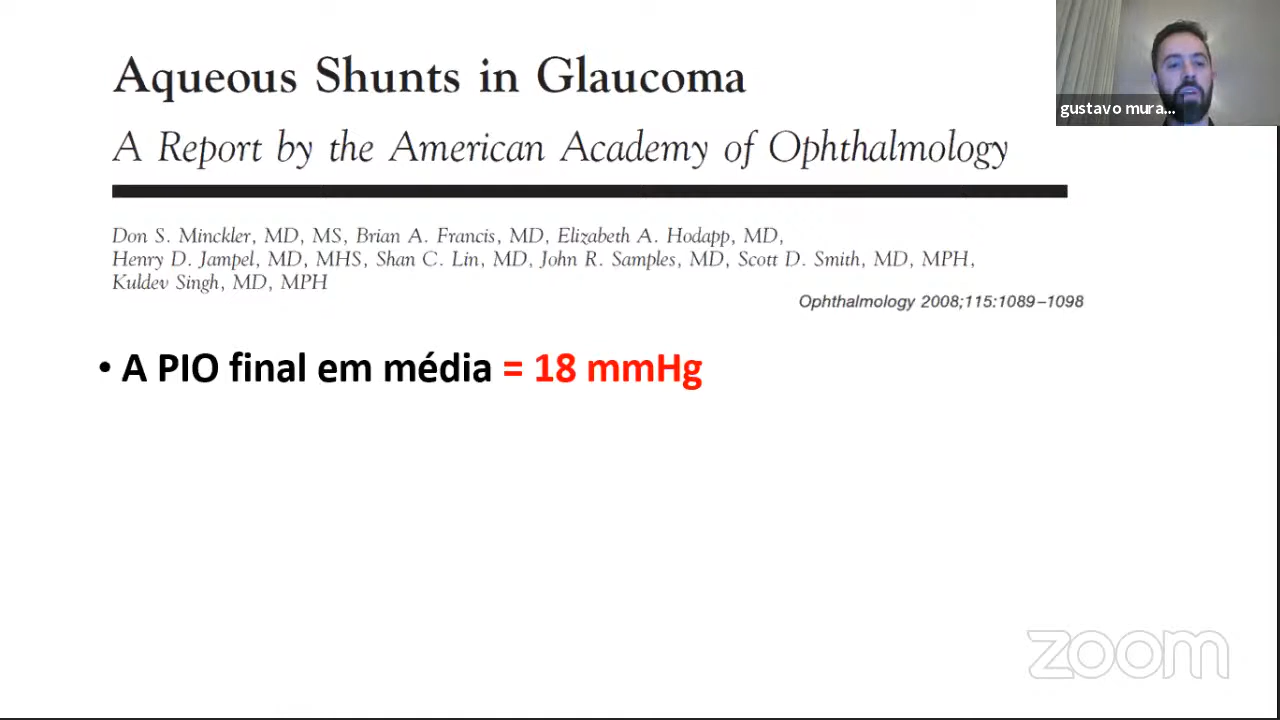 Aqueous Shunts in Glaucoma
A Report by the American Academy of Ophthalmology
gustavo mura...
Don S. Minckler, MD, MS, Brian A. Francis, MD, Elizabeth A. Hodapp, MD,
Henry D. Jampel, MD, MHS, Shan C. Lin, MD, John R. Samples, MD, Scott D. Smith, MD, MPH,
Kuldev Singh, MD, MPH
Ophthalmology 2008;115:1089–1098
• A PIO final em média = 18 mmHg
zoom